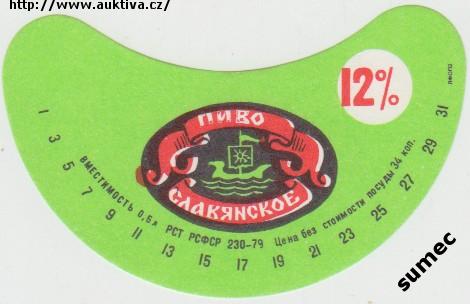 http://www.auktiva.cz/
12%
ПИВО
СЛАКЯНСКОЕ
вместимость 0,5л РСТ РСФСР 230-79 Цена без стоимости посуды 34 коп.
1 3 5 7 9 11 13 15 17 19 21 23 25 27 29 31
sumec